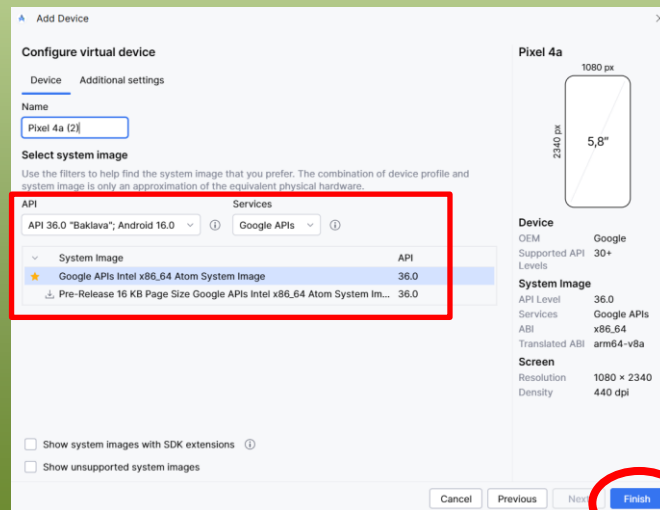 Add Device
Configure virtual device
Device Additional settings
Name
Pixel 4a (2)
Select system image
Use the filters to help find the system image that you prefer. The combination of device profile and
system image is only an approximation of the equivalent physical hardware.
API Services
API 36.0 "Baklava"; Android 16.0 Google APIs
System Image API
Google APIs Intel x86_64 Atom System Image 36.0
Pre-Release 16 KB Page Size Google APIs Intel x86_64 Atom System Im... 36.0
Show system images with SDK extensions
Show unsupported system images
Pixel 4a
1080 px
2340 px
5,8"
Device
OEM Google
Supported API 30+
Levels
System Image
API Level 36.0
Services Google APIs
ABI x86_64
Translated ABI arm64-v8a
Screen
Resolution 1080 × 2340
Density 440 dpi
Cancel Previous Next Finish